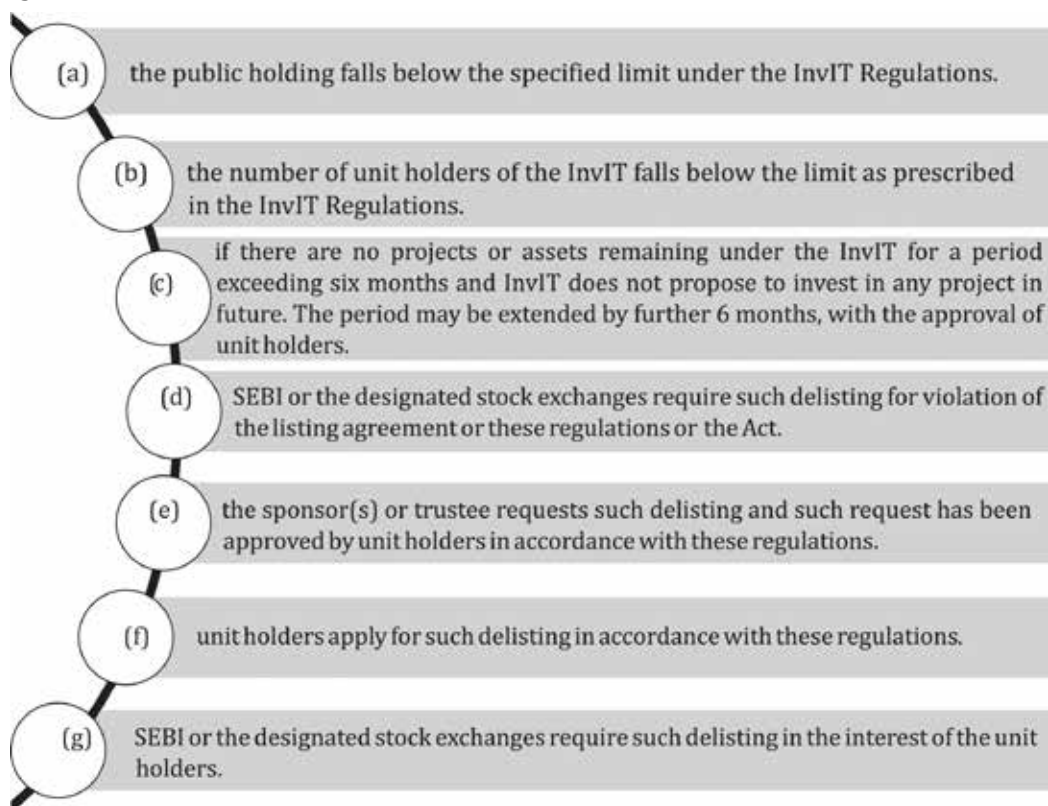 (a) the public holding falls below the specified limit under the InvIT Regulations.
(b) the number of unit holders of the InvIT falls below the limit as prescribed
in the InvIT Regulations.
if there are no projects or assets remaining under the InvIT for a period
(c) exceeding six months and InvIT does not propose to invest in any project in
future. The period may be extended by further 6 months, with the approval of
unit holders.
(d) SEBI or the designated stock exchanges require such delisting for violation of
the listing agreement or these regulations or the Act.
(e) the sponsor(s) or trustee requests such delisting and such request has been
approved by unit holders in accordance with these regulations.
(f) unit holders apply for such delisting in accordance with these regulations.
(g) SEBI or the designated stock exchanges require such delisting in the interest of the unit
holders.